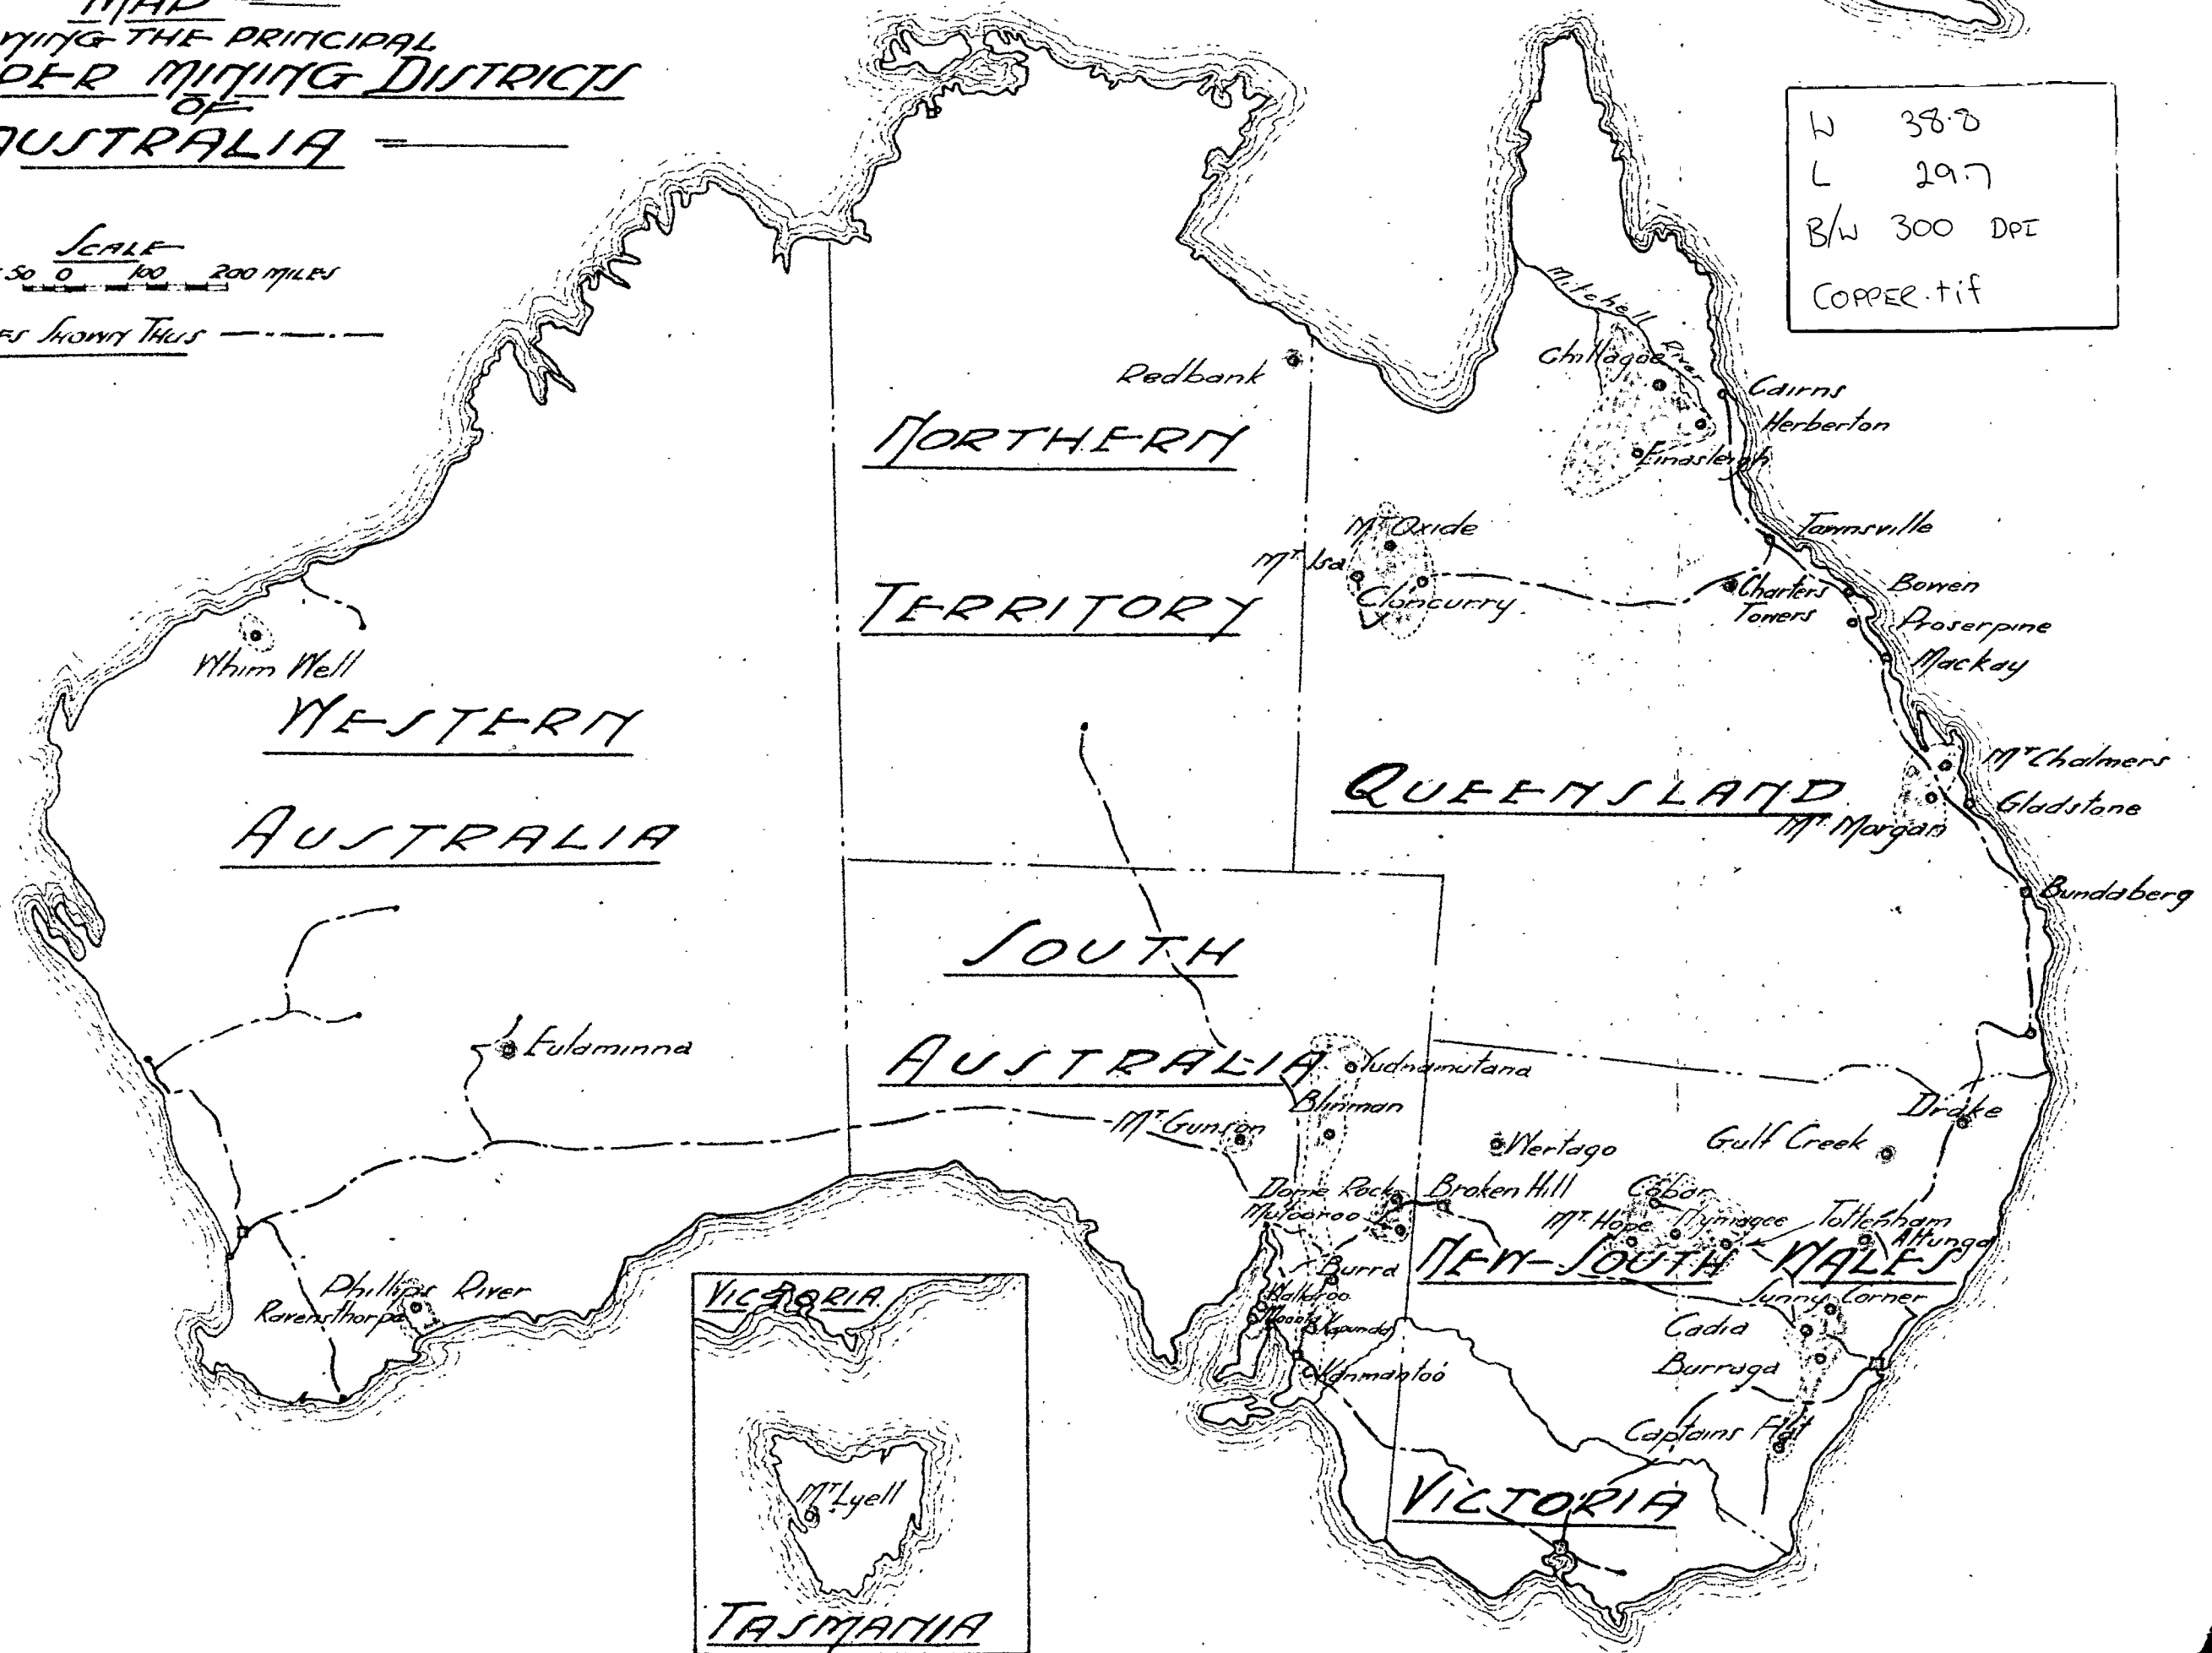 MAP
THE PRINCIPAL
MINING DISTRICTS
OF
AUSTRALIA
SCALE
50 0 100 200 MILES
SHOWN THUS
W 38.8
L 29.7
B/W 300 DPI
COPPER.tif
Mitchell River
Chillagoe
Redbank
Cairns
Herberton
Einasleigh
NORTHERN
TERRITORY
Mt Oxide
Mt Isa
Cloncurry
Townsville
Charters
Towers
Bowen
Proserpine
Mackay
Whim Well
WESTERN
AUSTRALIA
QUEENSLAND
Mt Chalmers
Gladstone
Mt Morgan
Bundaberg
SOUTH
AUSTRALIA
Eulaminna
Yudnamutana
Blinman
Mt Gunson
Drake
Wertago
Gulf Creek
Dome Rock
Broken Hill
Cobar
Mutooroo
Mt Hope
Nymagee
Tottenham
Attunga
NEW-SOUTH WALES
Burra
Wallaroo
Moonta
Kapunda
Kanmantoo
Sunny Corner
Cadia
Burraga
Captains Flat
Phillips River
Ravensthorpe
VICTORIA
VICTORIA
Mt Lyell
TASMANIA